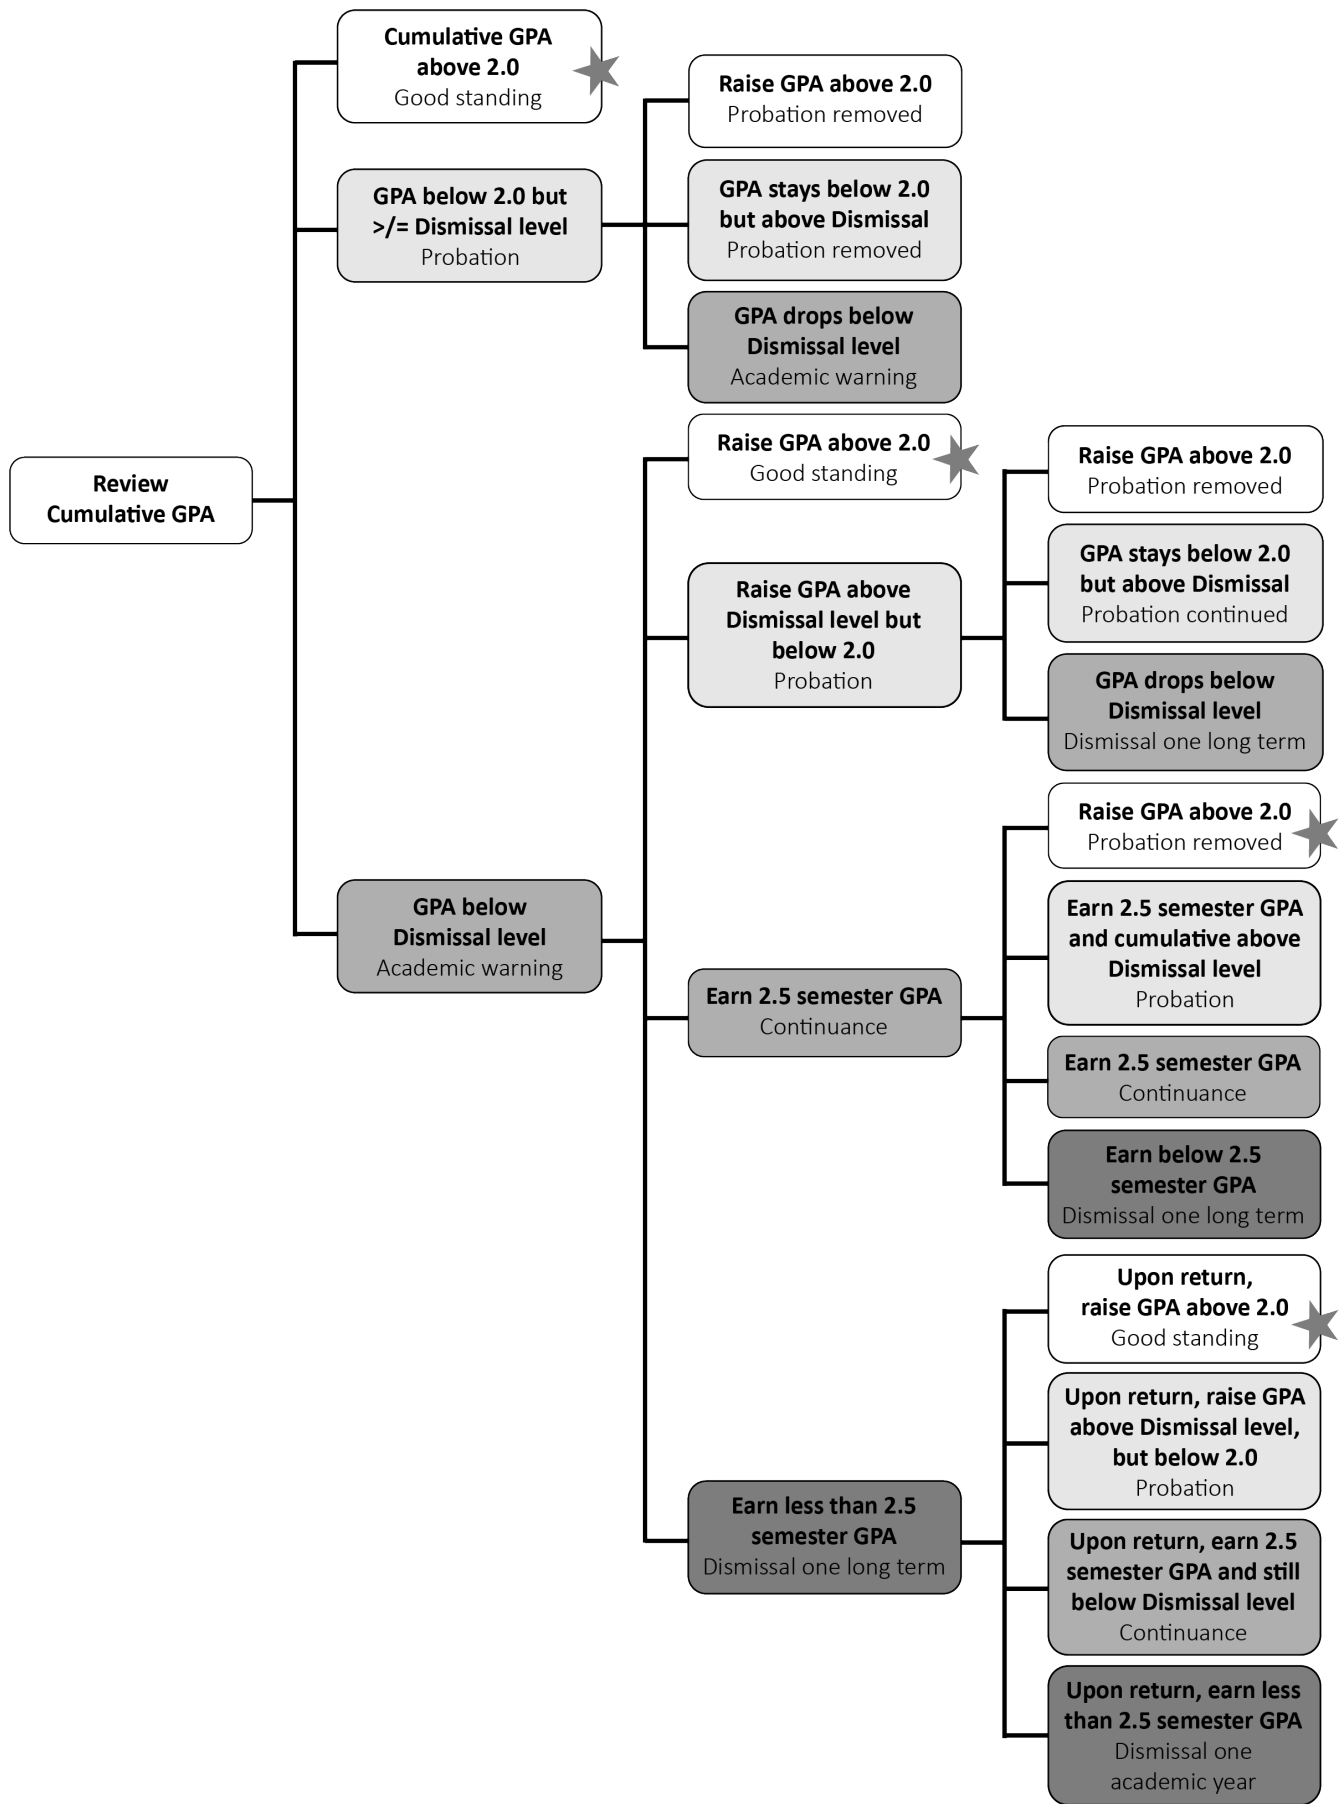 Review
Cumulative GPA
Cumulative GPA
above 2.0
Good standing
GPA below 2.0 but
>/= Dismissal level
Probation
Raise GPA above 2.0
Probation removed
GPA stays below 2.0
but above Dismissal
Probation removed
GPA drops below
Dismissal level
Academic warning
GPA below
Dismissal level
Academic warning
Raise GPA above 2.0
Good standing
Raise GPA above
Dismissal level but
below 2.0
Probation
Raise GPA above 2.0
Probation removed
GPA stays below 2.0
but above Dismissal
Probation continued
GPA drops below
Dismissal level
Dismissal one long term
Earn 2.5 semester GPA
Continuance
Raise GPA above 2.0
Probation removed
Earn 2.5 semester GPA
and cumulative above
Dismissal level
Probation
Earn 2.5 semester GPA
Continuance
Earn below 2.5
semester GPA
Dismissal one long term
Earn less than 2.5
semester GPA
Dismissal one long term
Upon return,
raise GPA above 2.0
Good standing
Upon return, raise GPA
above Dismissal level,
but below 2.0
Probation
Upon return, earn 2.5
semester GPA and still
below Dismissal level
Continuance
Upon return, earn less
than 2.5 semester GPA
Dismissal one
academic year